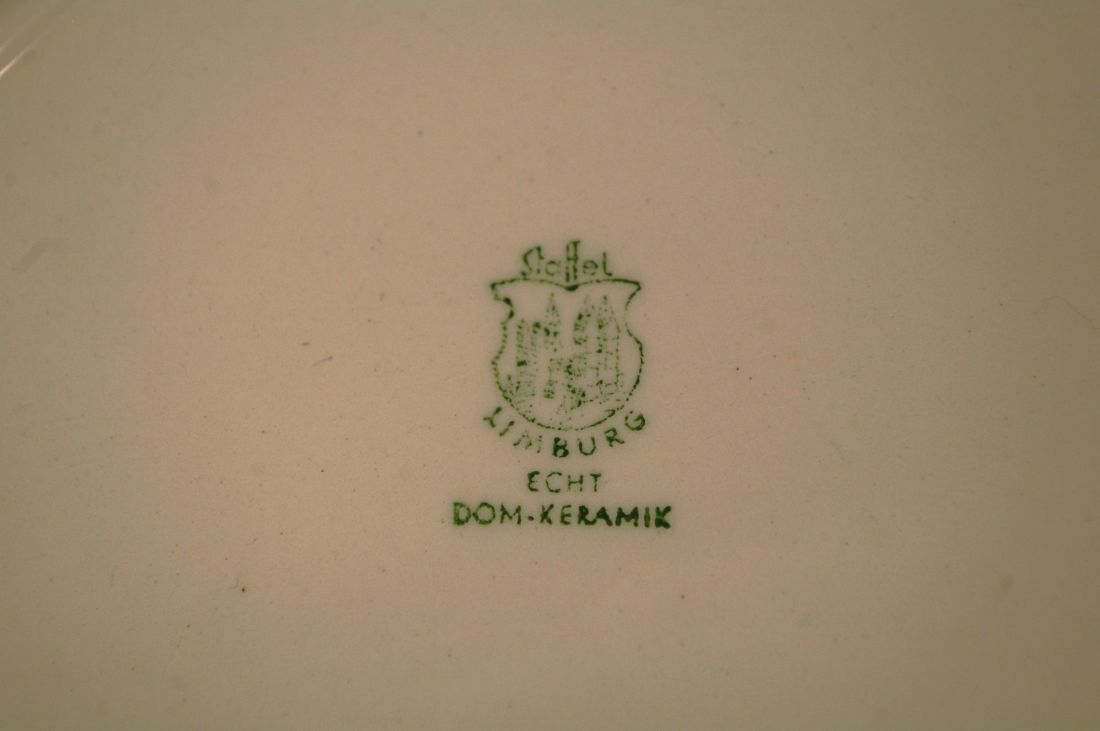 Staffel
LIMBURG
ECHT
DOM-KERAMIK